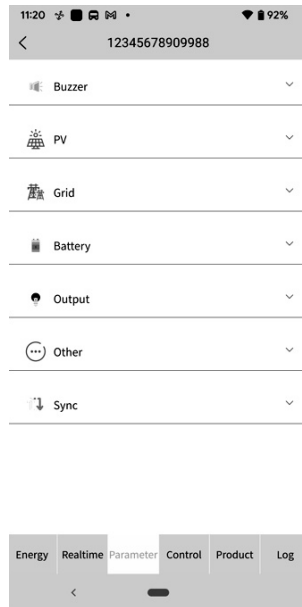 11:20 92%
12345678909988
Buzzer
PV
Grid
Battery
Output
Other
Sync
Energy Realtime Parameter Control Product Log